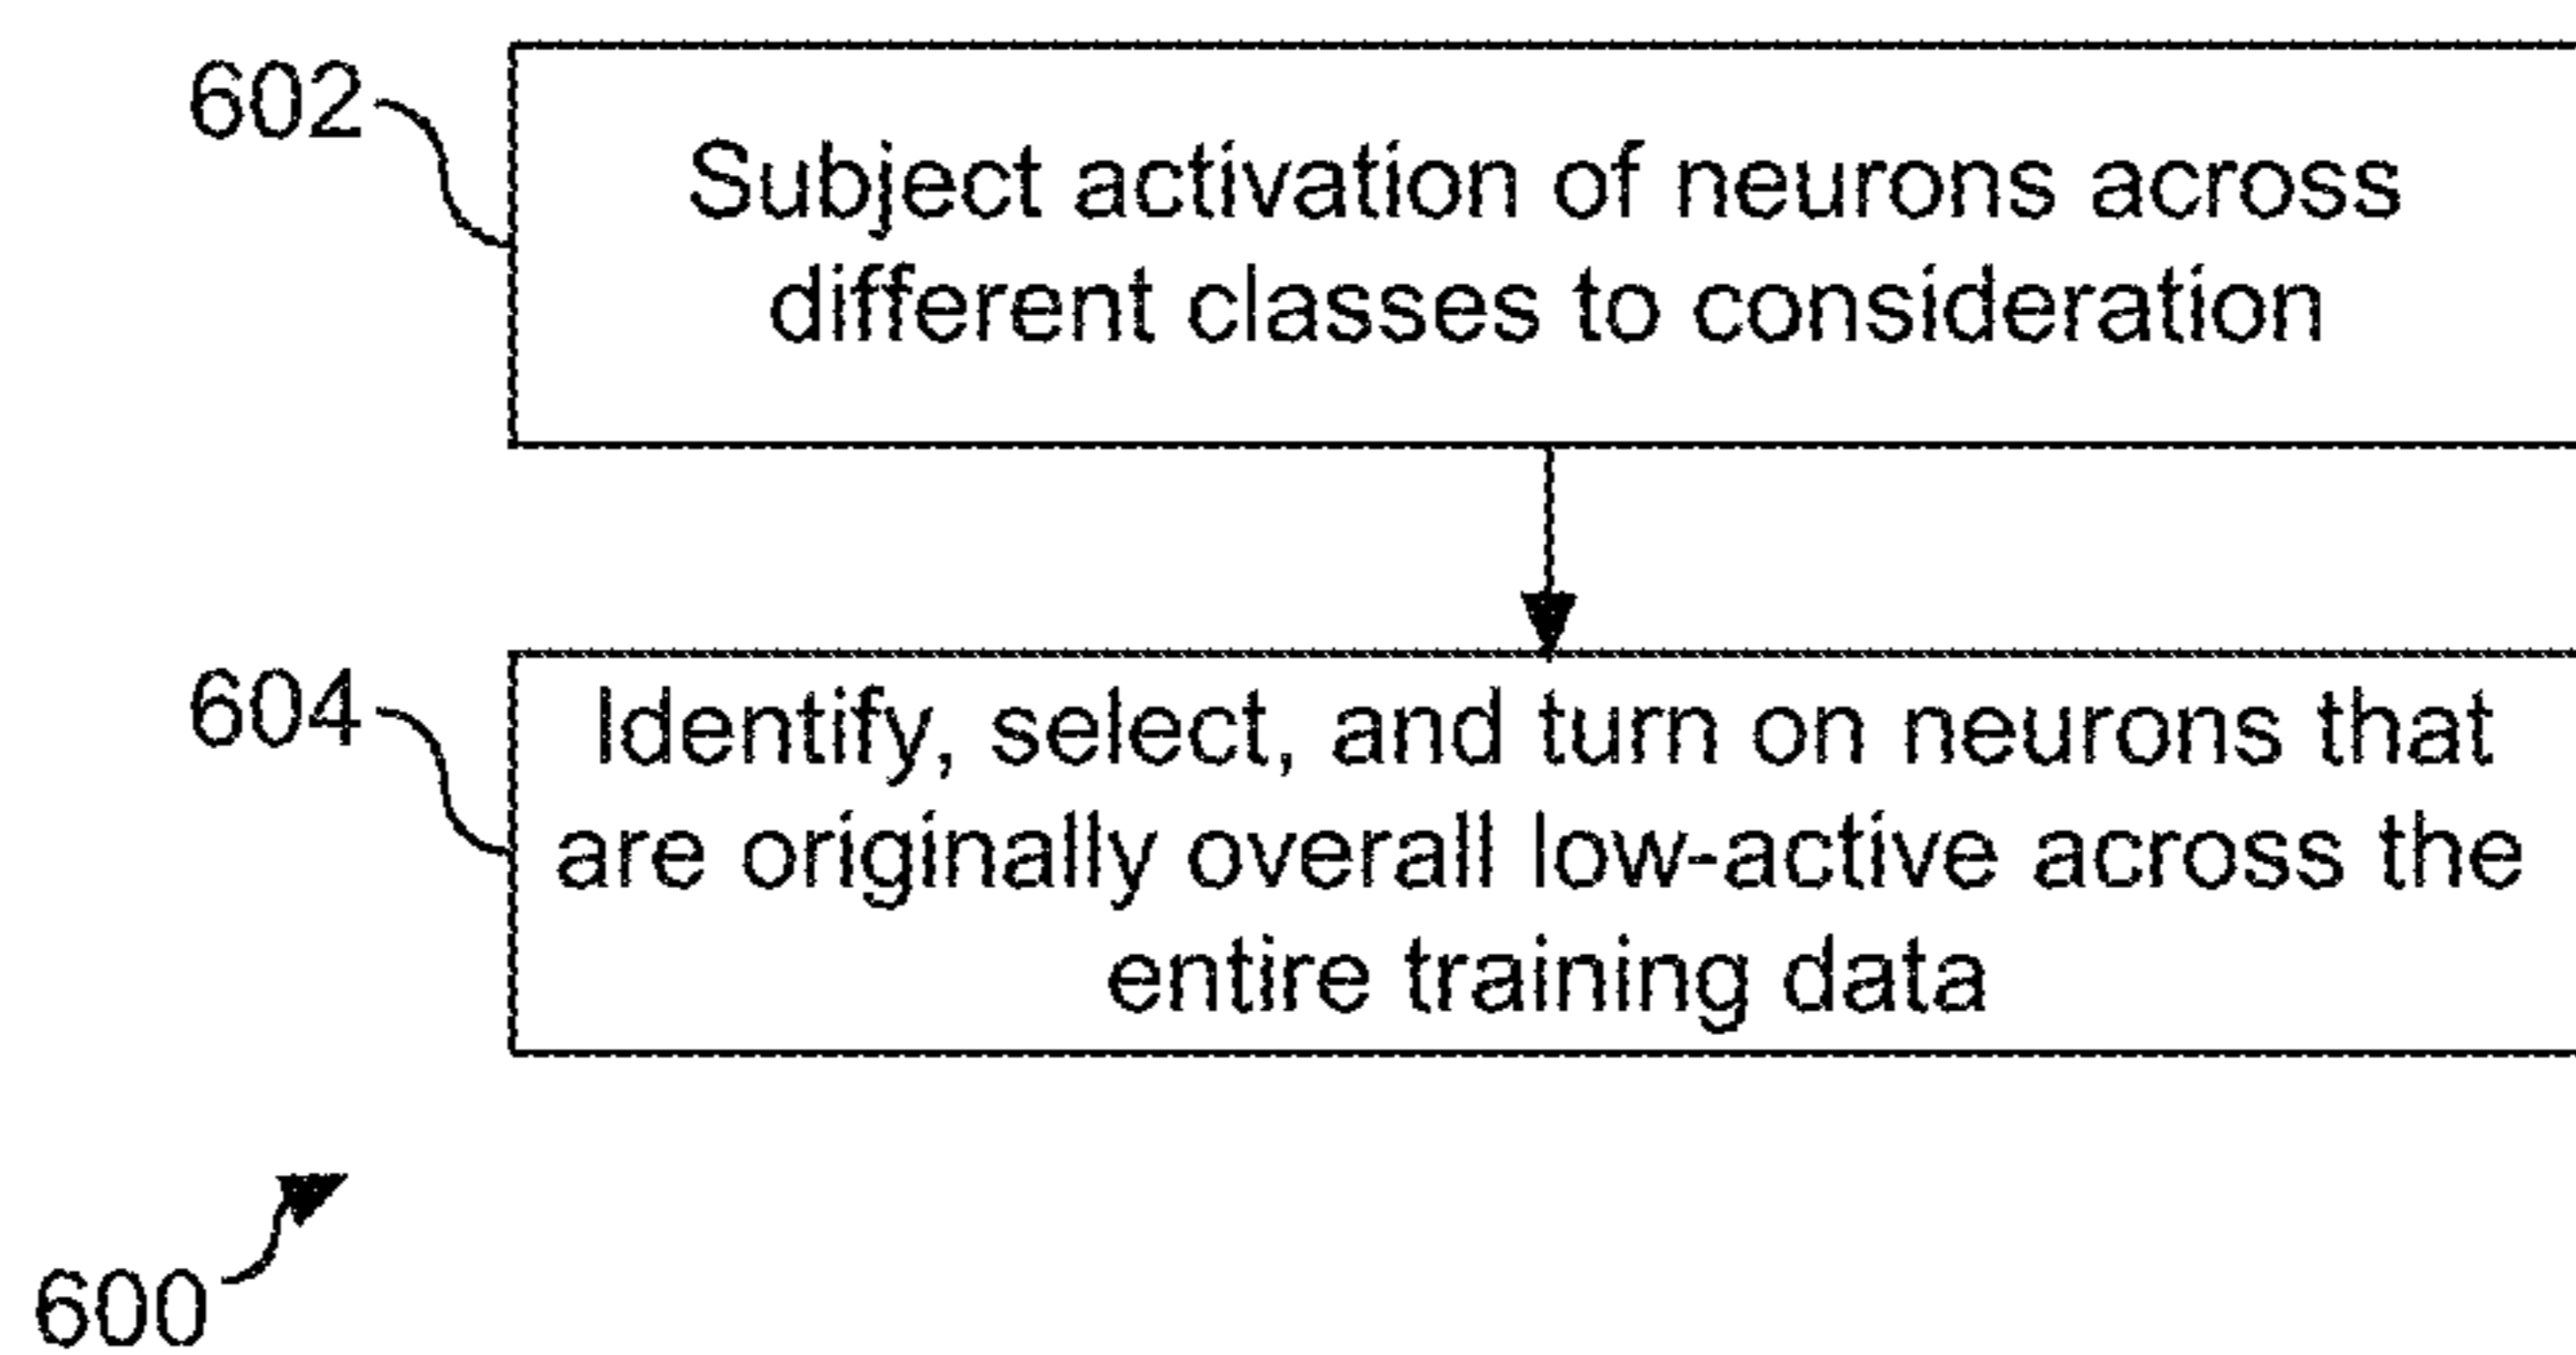 602
Subject activation of neurons across
different classes to consideration
604
Identify, select, and turn on neurons that
are originally overall low-active across the
entire training data
600